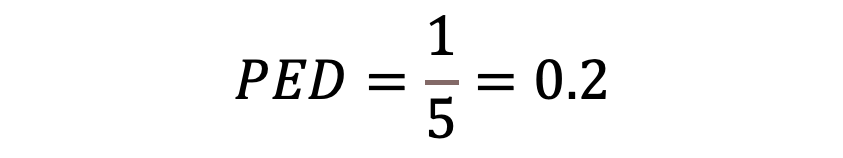 PED = 1/5 = 0.2